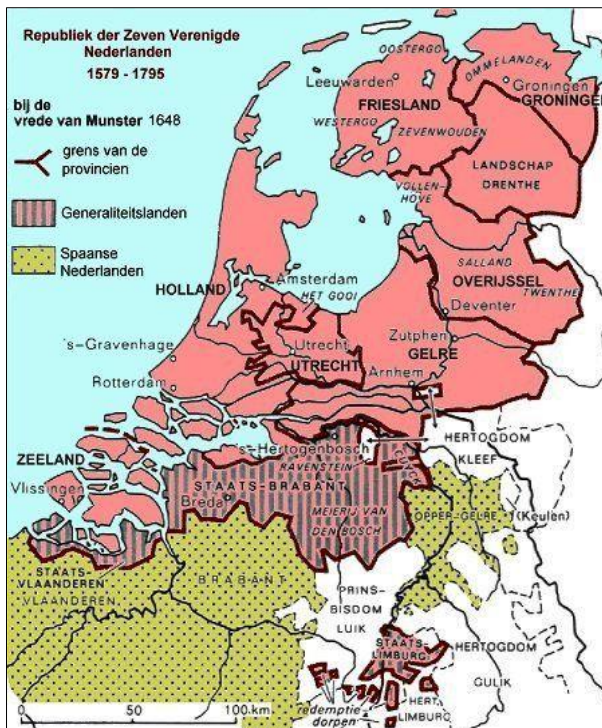 Republiek der Zeven Verenigde
Nederlanden
1579 - 1795
bij de
vrede van Munster 1648
grens van de
provincien
Generaliteitslanden
Spaanse
Nederlanden
OOSTERGO
Leeuwarden
FRIESLAND
WESTERGO
ZEVENWOUDEN
OMMELANDEN
Groningen
GRONINGEN
LANDSCHAP
DRENTHE
VOLLEN-
HOVE
SALLAND
OVERIJSSEL
TWENTHE
Deventer
HOLLAND
Amsterdam
HET GOOI
's-Gravenhage
Utrecht
UTRECHT
Zutphen
GELRE
Arnhem
Rotterdam
ZEELAND
Vlissingen
's-Hertogenbosch
RAVENSTEIN
CUYCK
STAATS-BRABANT
Breda
MEIERIJ VAN
DEN BOSCH
HERTOGDOM
KLEEF
OPPER-GELRE
(Keulen)
STAATS-
VLAANDEREN
VLAANDEREN
BRABANT
PRINS-
BISDOM
LUIK
STAATS-
LIMBURG
HERTOGDOM
GULIK
HERT.
LIMBURG
redemptie
dorpen
0 50 100 km